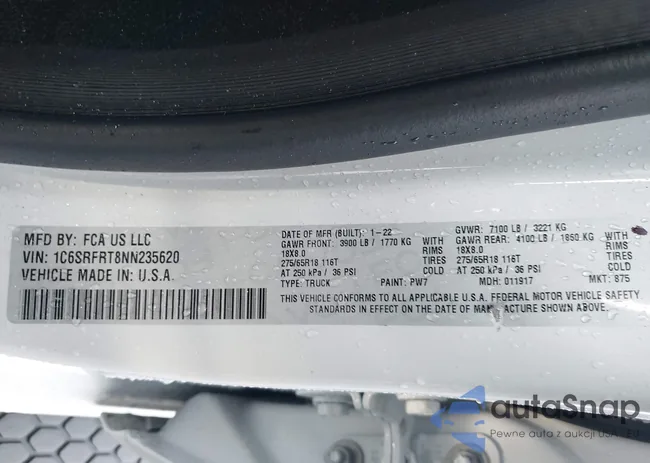 MFD BY: FCA US LLC
VIN: 1C6SRFRT8NN235620
VEHICLE MADE IN: U.S.A.
DATE OF MFR (BUILT): 1-22
GAWR FRONT: 3900 LB / 1770 KG WITH
18X8.0 RIMS
275/65R18 116T TIRES
AT 250 kPa / 36 PSI
TYPE: TRUCK PAINT: PW7
GVWR: 7100 LB / 3221 KG
GAWR REAR: 4100 LB / 1850 KG WITH
18X8.0 RIMS
275/65R18 116T TIRES
AT 250 kPa / 36 PSI
MDH: 011917 MKT: 875
THIS VEHICLE CONFORMS TO ALL APPLICABLE U.S.A. FEDERAL MOTOR VEHICLE SAFETY
STANDARDS IN EFFECT ON THE DATE OF MANUFACTURE SHOWN ABOVE.
autoSnap
Pewne auta z aukcji USA i Eu